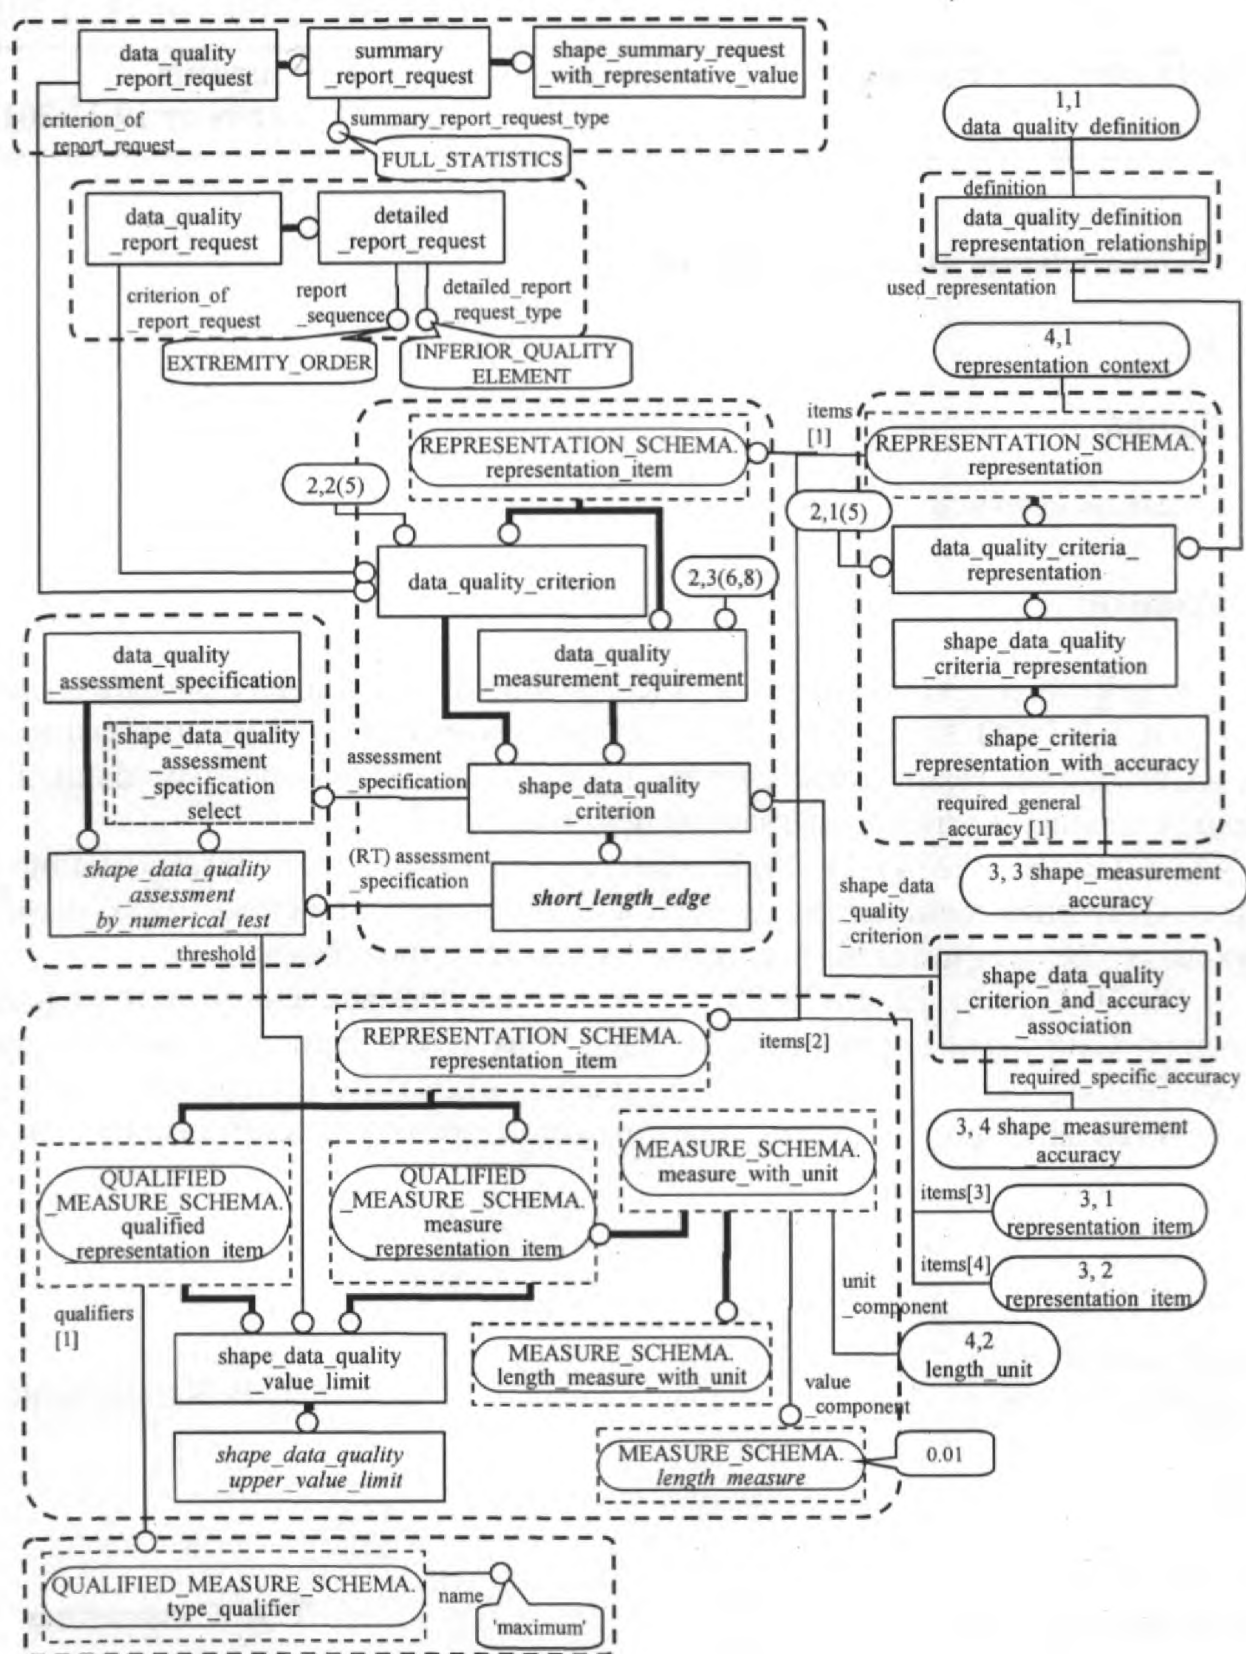 data_quality
_report_request
summary
_report_request
shape_summary_request
_with_representative_value
criterion_of
_report_request
summary_report_request_type
FULL_STATISTICS
1,1
data_quality_definition
data_quality
_report_request
detailed
_report_request
definition
data_quality_definition
_representation_relationship
criterion_of
_report_request
report
_sequence
detailed_report
_request_type
used_representation
EXTREMITY_ORDER
INFERIOR_QUALITY
ELEMENT
4,1
representation_context
items
[1]
REPRESENTATION_SCHEMA.
representation_item
REPRESENTATION_SCHEMA.
representation
2,2(5)
2,1(5)
data_quality_criterion
2,3(6,8)
data_quality_criteria_
representation
data_quality
_assessment_specification
data_quality
_measurement_requirement
shape_data_quality
_criteria_representation
shape_data_quality
_assessment
_specification
_select
assessment
_specification
shape_data_quality
_criterion
shape_criteria
_representation_with_accuracy
required_general
_accuracy [1]
shape_data_quality
_assessment
_by_numerical_test
(RT) assessment
_specification
short_length_edge
3, 3 shape_measurement
_accuracy
shape_data
_quality
_criterion
threshold
shape_data_quality
_criterion_and_accuracy
_association
REPRESENTATION_SCHEMA.
representation_item
items[2]
required_specific_accuracy
3, 4 shape_measurement
_accuracy
QUALIFIED
_MEASURE_SCHEMA.
qualified
_representation_item
QUALIFIED
_MEASURE_SCHEMA.
measure
_representation_item
MEASURE_SCHEMA.
measure_with_unit
items[3]
3, 1
representation_item
items[4]
3, 2
representation_item
qualifiers
[1]
unit
_component
shape_data_quality
_value_limit
MEASURE_SCHEMA.
length_measure_with_unit
4,2
length_unit
value
_component
shape_data_quality
_upper_value_limit
MEASURE_SCHEMA.
length_measure
0.01
QUALIFIED_MEASURE_SCHEMA.
type_qualifier
name
'maximum'